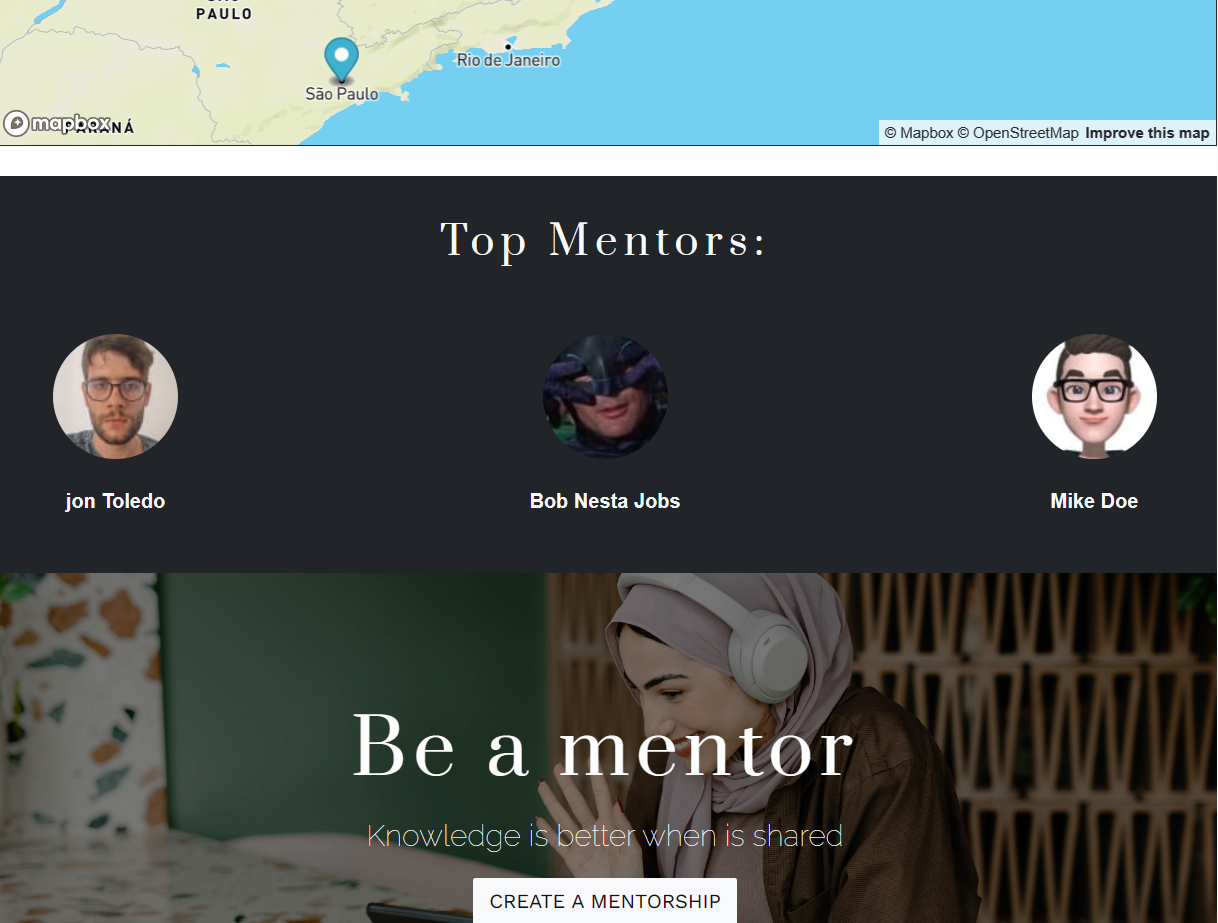 PAULO
Rio de Janeiro
São Paulo
mapbox
PARANÁ
© Mapbox © OpenStreetMap Improve this map
Top Mentors:
jon Toledo
Bob Nesta Jobs
Mike Doe
Be a mentor
Knowledge is better when is shared
CREATE A MENTORSHIP